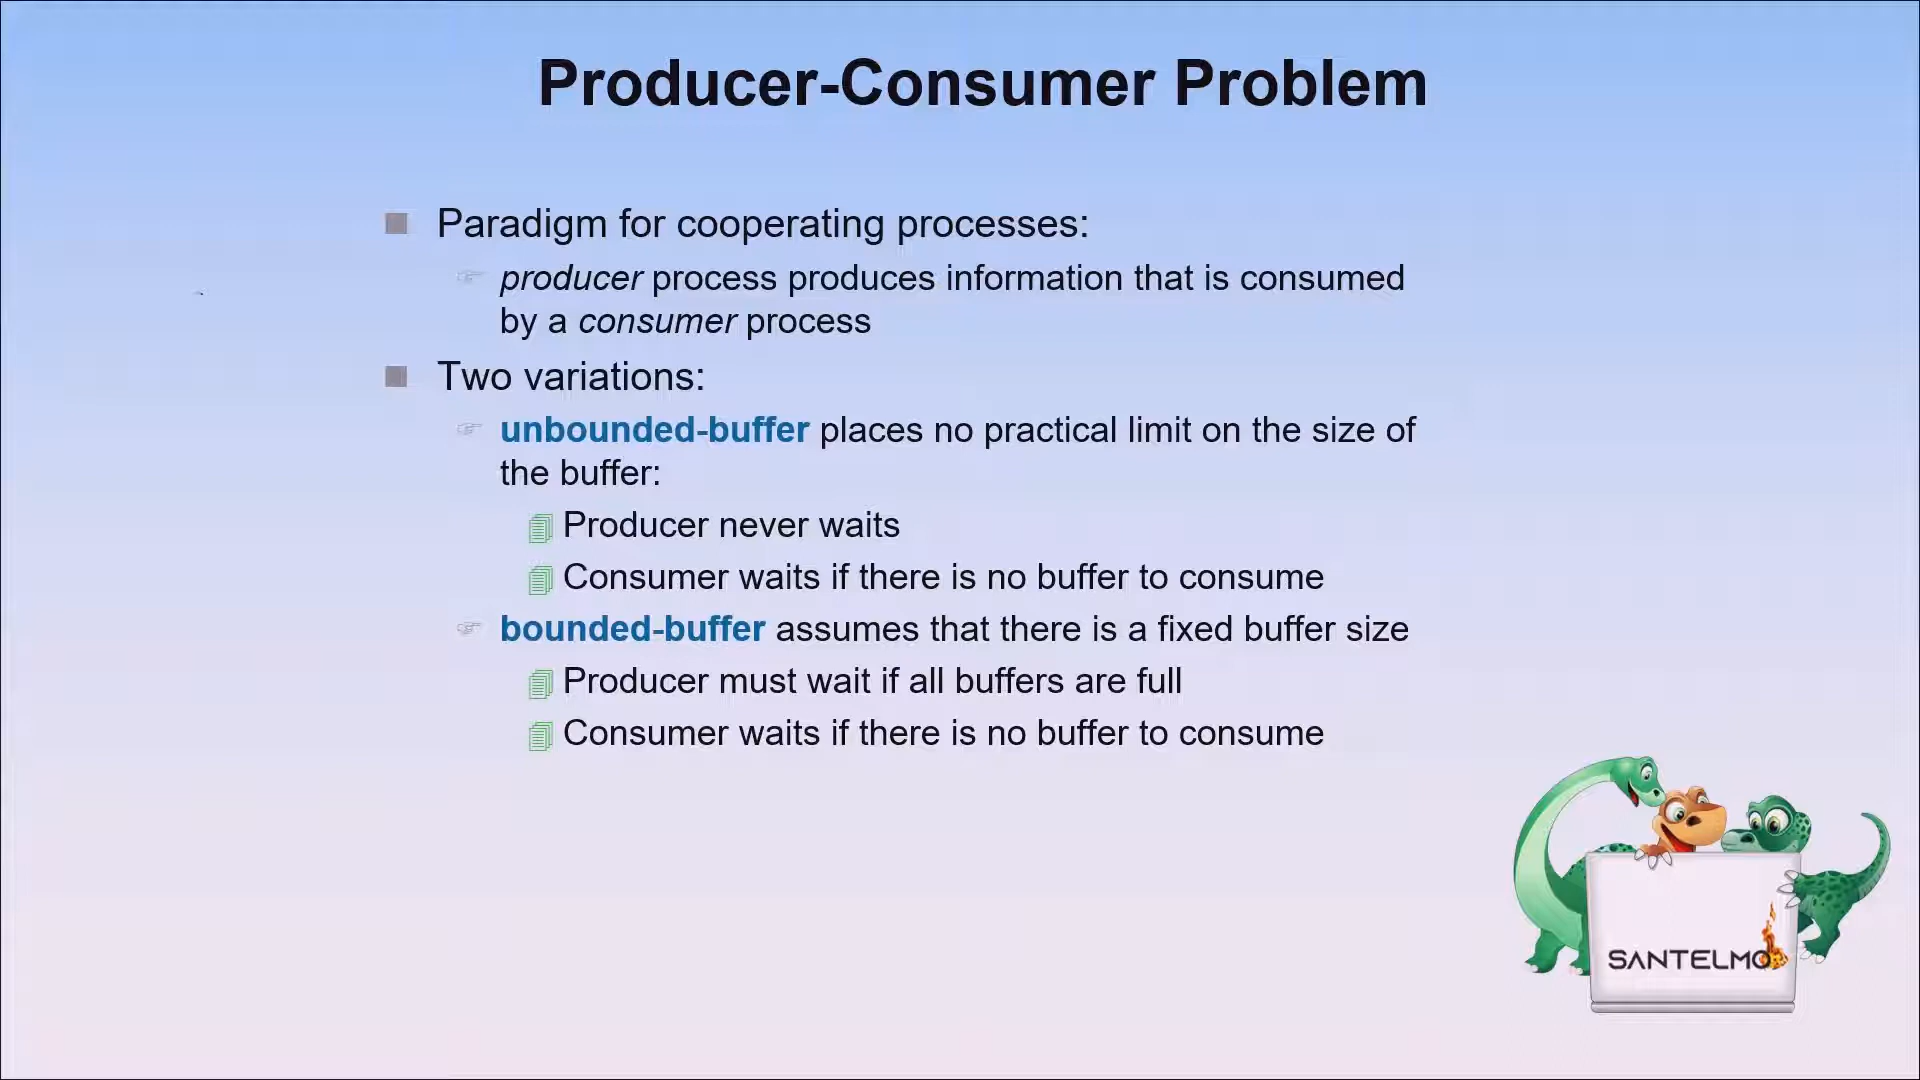 Producer-Consumer Problem
Paradigm for cooperating processes:
producer process produces information that is consumed
by a consumer process
Two variations:
unbounded-buffer places no practical limit on the size of
the buffer:
Producer never waits
Consumer waits if there is no buffer to consume
bounded-buffer assumes that there is a fixed buffer size
Producer must wait if all buffers are full
Consumer waits if there is no buffer to consume
SANTELMO